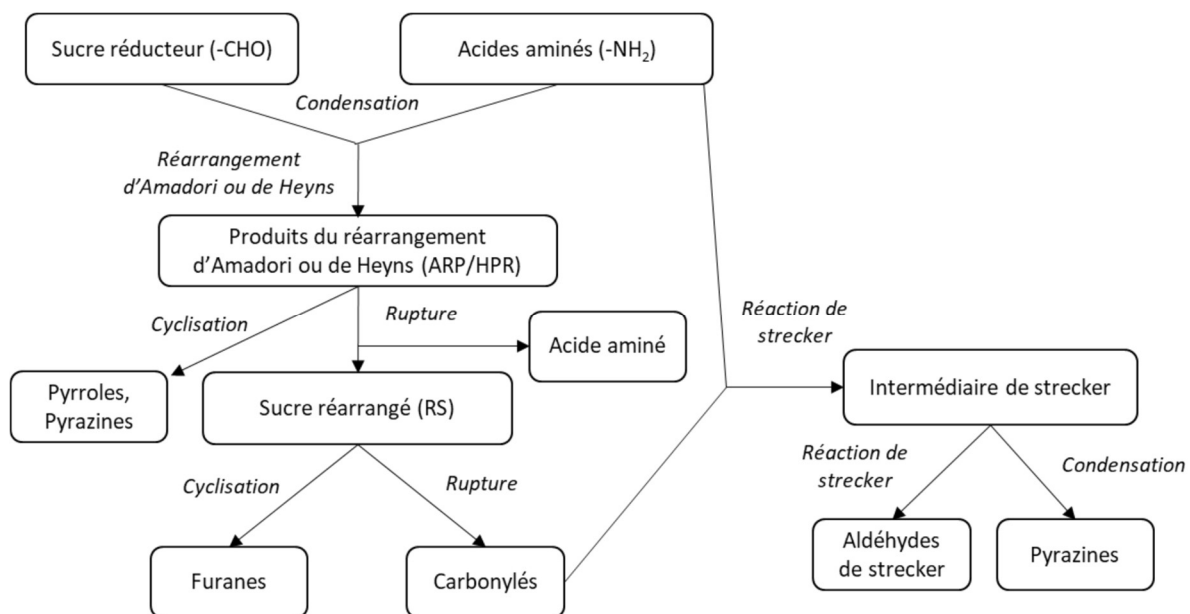 Sucre réducteur (-CHO)
Acides aminés (-NH₂)
Condensation
Réarrangement
d'Amadori ou de Heyns
Produits du réarrangement
d'Amadori ou de Heyns (ARP/HPR)
Cyclisation
Rupture
Réaction de
strecker
Acide aminé
Pyrroles,
Pyrazines
Sucre réarrangé (RS)
Intermédiaire de strecker
Cyclisation
Rupture
Réaction de
strecker
Condensation
Furanes
Carbonylés
Aldéhydes
de strecker
Pyrazines